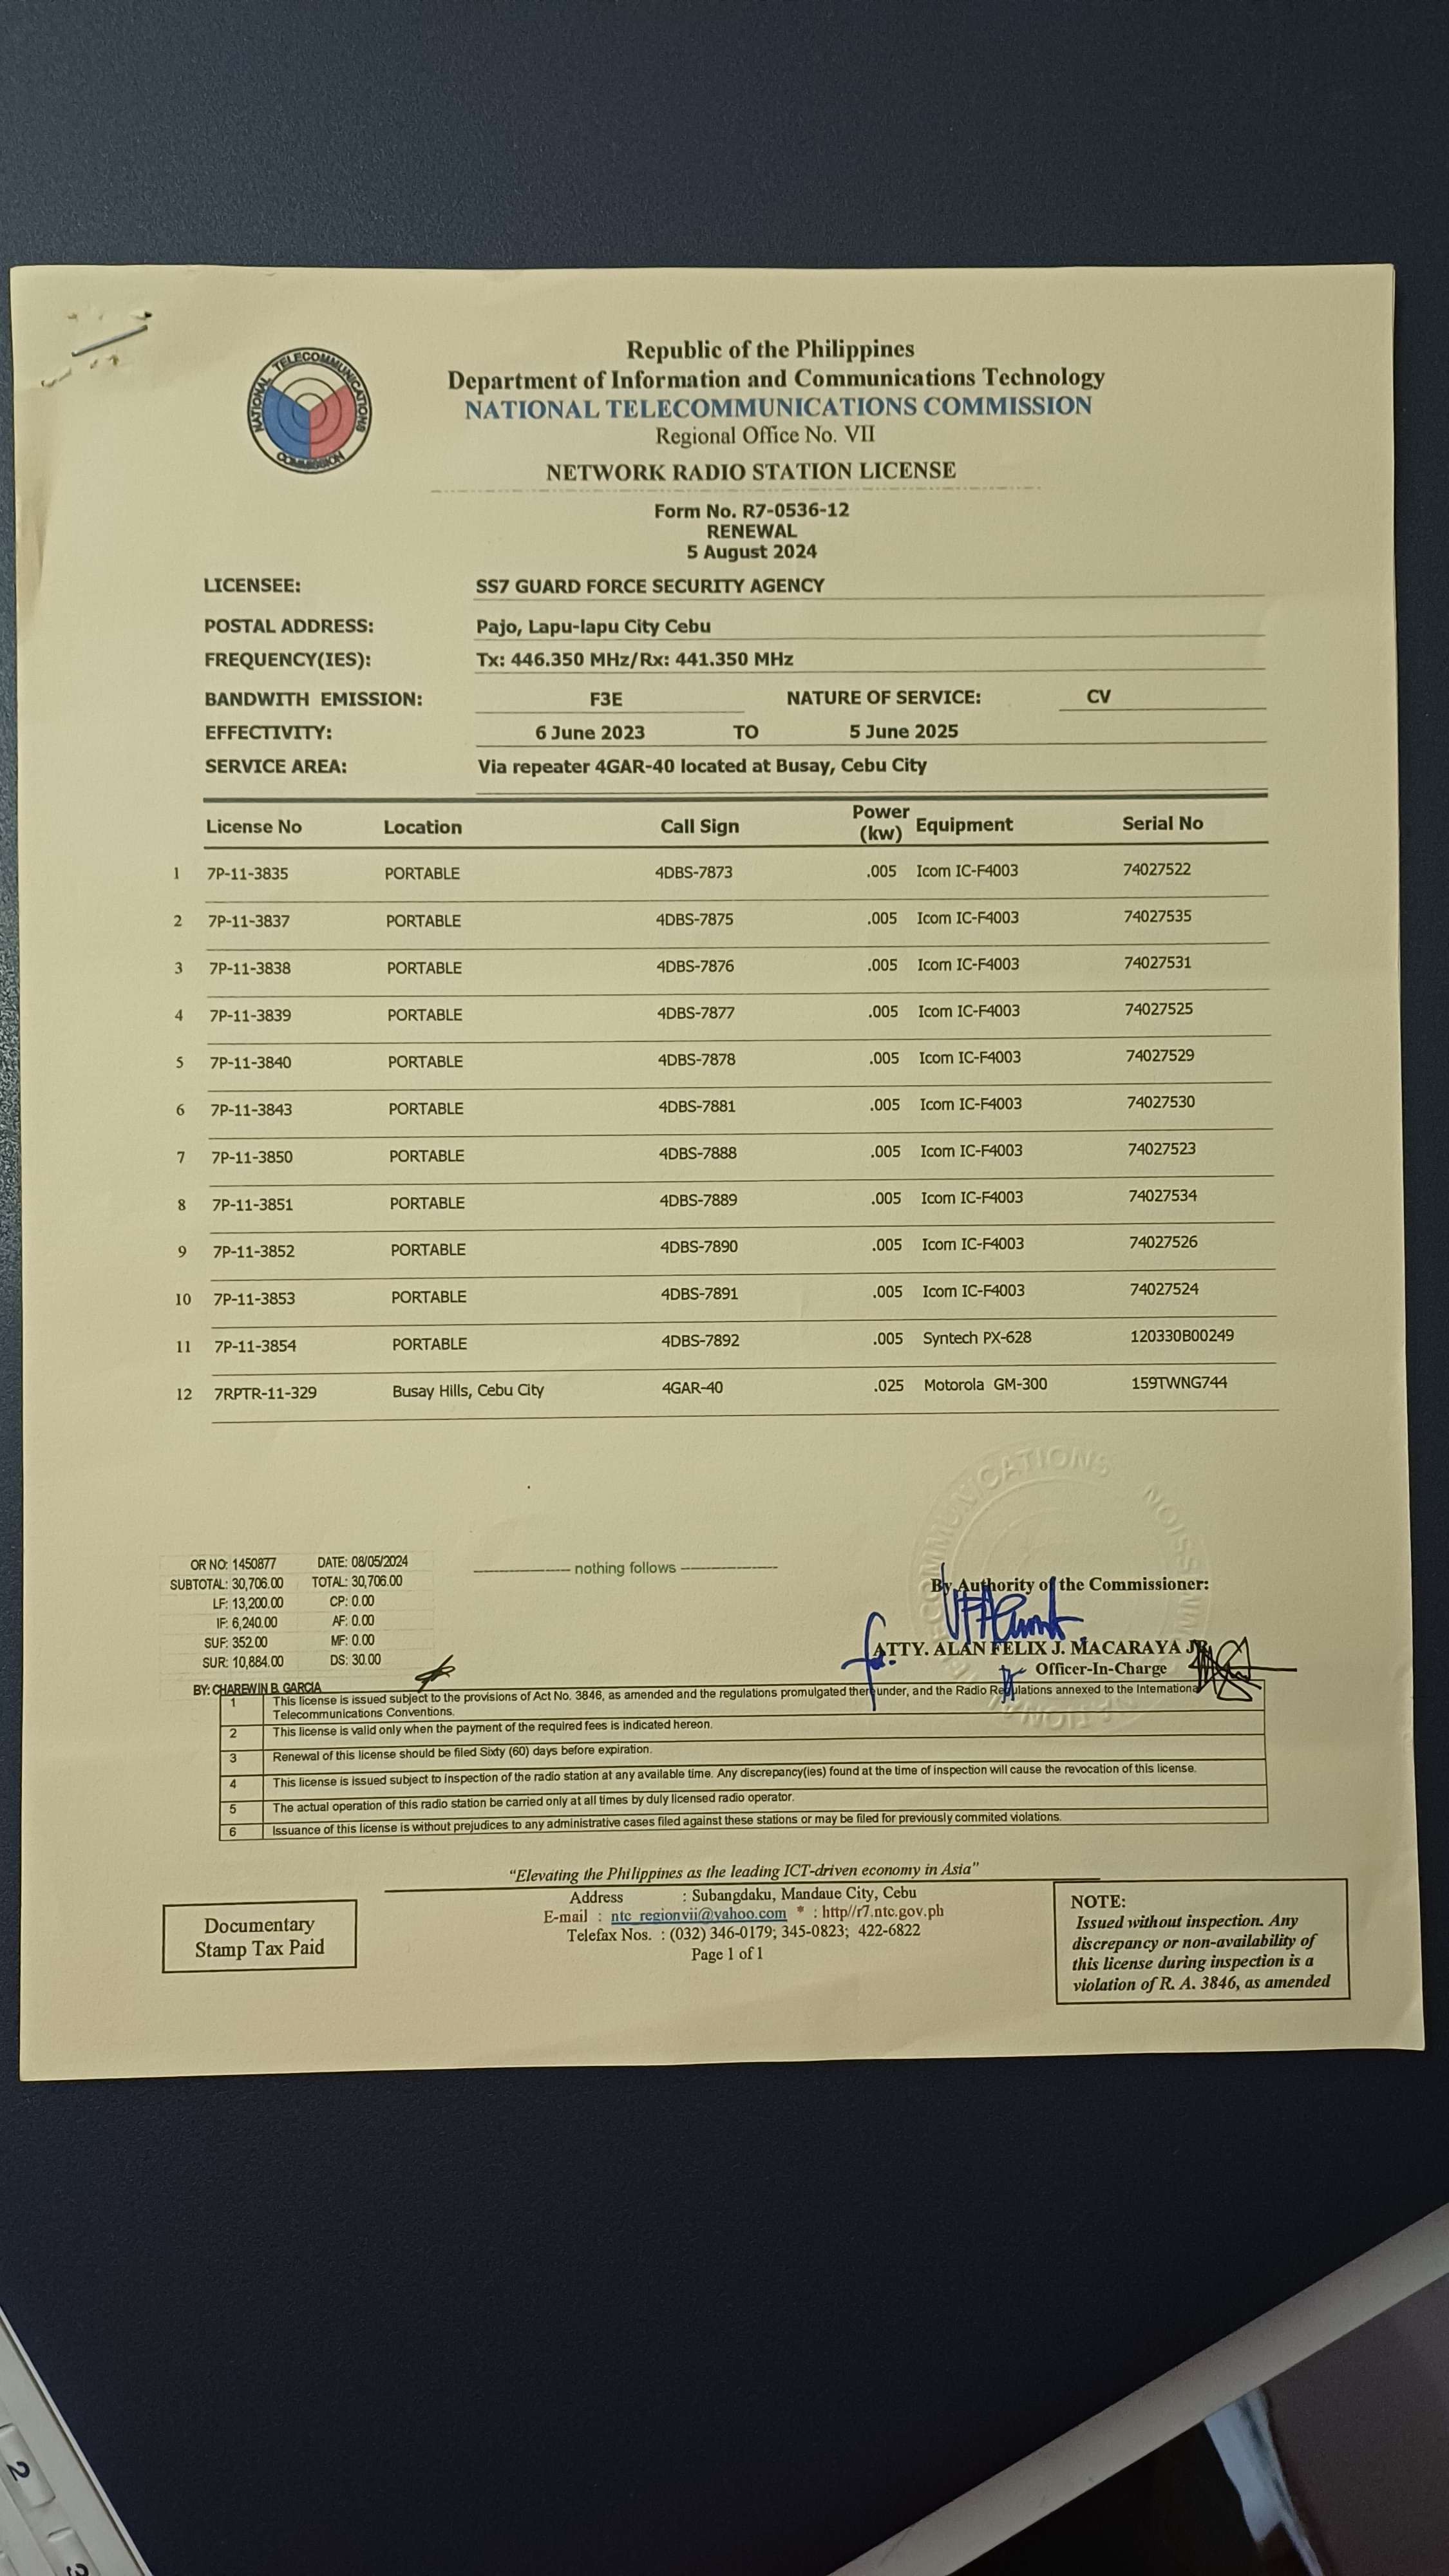 NATIONAL TELECOMMUNICATIONS COMMISSION
Republic of the Philippines
Department of Information and Communications Technology
NATIONAL TELECOMMUNICATIONS COMMISSION
Regional Office No. VII
NETWORK RADIO STATION LICENSE
Form No. R7-0536-12
RENEWAL
5 August 2024
LICENSEE: SS7 GUARD FORCE SECURITY AGENCY
POSTAL ADDRESS: Pajo, Lapu-lapu City Cebu
FREQUENCY(IES): Tx: 446.350 MHz/Rx: 441.350 MHz
BANDWITH EMISSION: F3E NATURE OF SERVICE: CV
EFFECTIVITY: 6 June 2023 TO 5 June 2025
SERVICE AREA: Via repeater 4GAR-40 located at Busay, Cebu City
License No Location Call Sign Power (kw) Equipment Serial No
1 7P-11-3835 PORTABLE 4DBS-7873 .005 Icom IC-F4003 74027522
2 7P-11-3837 PORTABLE 4DBS-7875 .005 Icom IC-F4003 74027535
3 7P-11-3838 PORTABLE 4DBS-7876 .005 Icom IC-F4003 74027531
4 7P-11-3839 PORTABLE 4DBS-7877 .005 Icom IC-F4003 74027525
5 7P-11-3840 PORTABLE 4DBS-7878 .005 Icom IC-F4003 74027529
6 7P-11-3843 PORTABLE 4DBS-7881 .005 Icom IC-F4003 74027530
7 7P-11-3850 PORTABLE 4DBS-7888 .005 Icom IC-F4003 74027523
8 7P-11-3851 PORTABLE 4DBS-7889 .005 Icom IC-F4003 74027534
9 7P-11-3852 PORTABLE 4DBS-7890 .005 Icom IC-F4003 74027526
10 7P-11-3853 PORTABLE 4DBS-7891 .005 Icom IC-F4003 74027524
11 7P-11-3854 PORTABLE 4DBS-7892 .005 Syntech PX-628 120330B00249
12 7RPTR-11-329 Busay Hills, Cebu City 4GAR-40 .025 Motorola GM-300 159TWNG744
OR NO: 1450877 DATE: 08/05/2024
SUBTOTAL: 30,706.00 TOTAL: 30,706.00
LF: 13,200.00 CP: 0.00
IF: 6,240.00 AF: 0.00
SUF: 352.00 MF: 0.00
SUR: 10,884.00 DS: 30.00
BY: CHAREWIN B. GARCIA
nothing follows
By Authority of the Commissioner:
for: ATTY. ALAN FELIX J. MACARAYA JR.
Officer-In-Charge
1 This license is issued subject to the provisions of Act No. 3846, as amended and the regulations promulgated thereunder, and the Radio Regulations annexed to the Internationa
Telecommunications Conventions.
2 This license is valid only when the payment of the required fees is indicated hereon.
3 Renewal of this license should be filed Sixty (60) days before expiration.
4 This license is issued subject to inspection of the radio station at any available time. Any discrepancy(ies) found at the time of inspection will cause the revocation of this license.
5 The actual operation of this radio station be carried only at all times by duly licensed radio operator.
6 Issuance of this license is without prejudices to any administrative cases filed against these stations or may be filed for previously commited violations.
"Elevating the Philippines as the leading ICT-driven economy in Asia"
Address : Subangdaku, Mandaue City, Cebu
E-mail : ntc_regionvii@yahoo.com * : http//r7.ntc.gov.ph
Telefax Nos. : (032) 346-0179; 345-0823; 422-6822
Page 1 of 1
Documentary
Stamp Tax Paid
NOTE:
Issued without inspection. Any
discrepancy or non-availability of
this license during inspection is a
violation of R. A. 3846, as amended
2
3